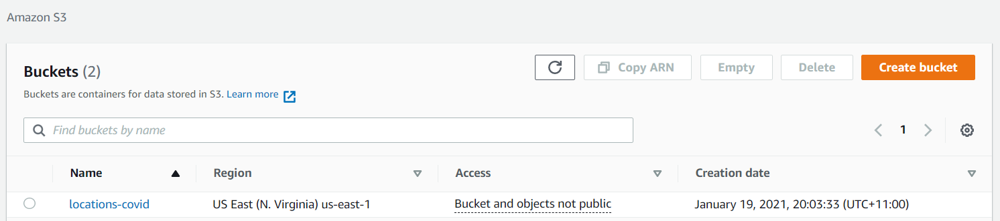 Amazon S3
Buckets (2)
Copy ARN
Empty
Delete
Create bucket
Buckets are containers for data stored in S3. Learn more
Find buckets by name
1
Name Region Access Creation date
locations-covid US East (N. Virginia) us-east-1 Bucket and objects not public January 19, 2021, 20:03:33 (UTC+11:00)